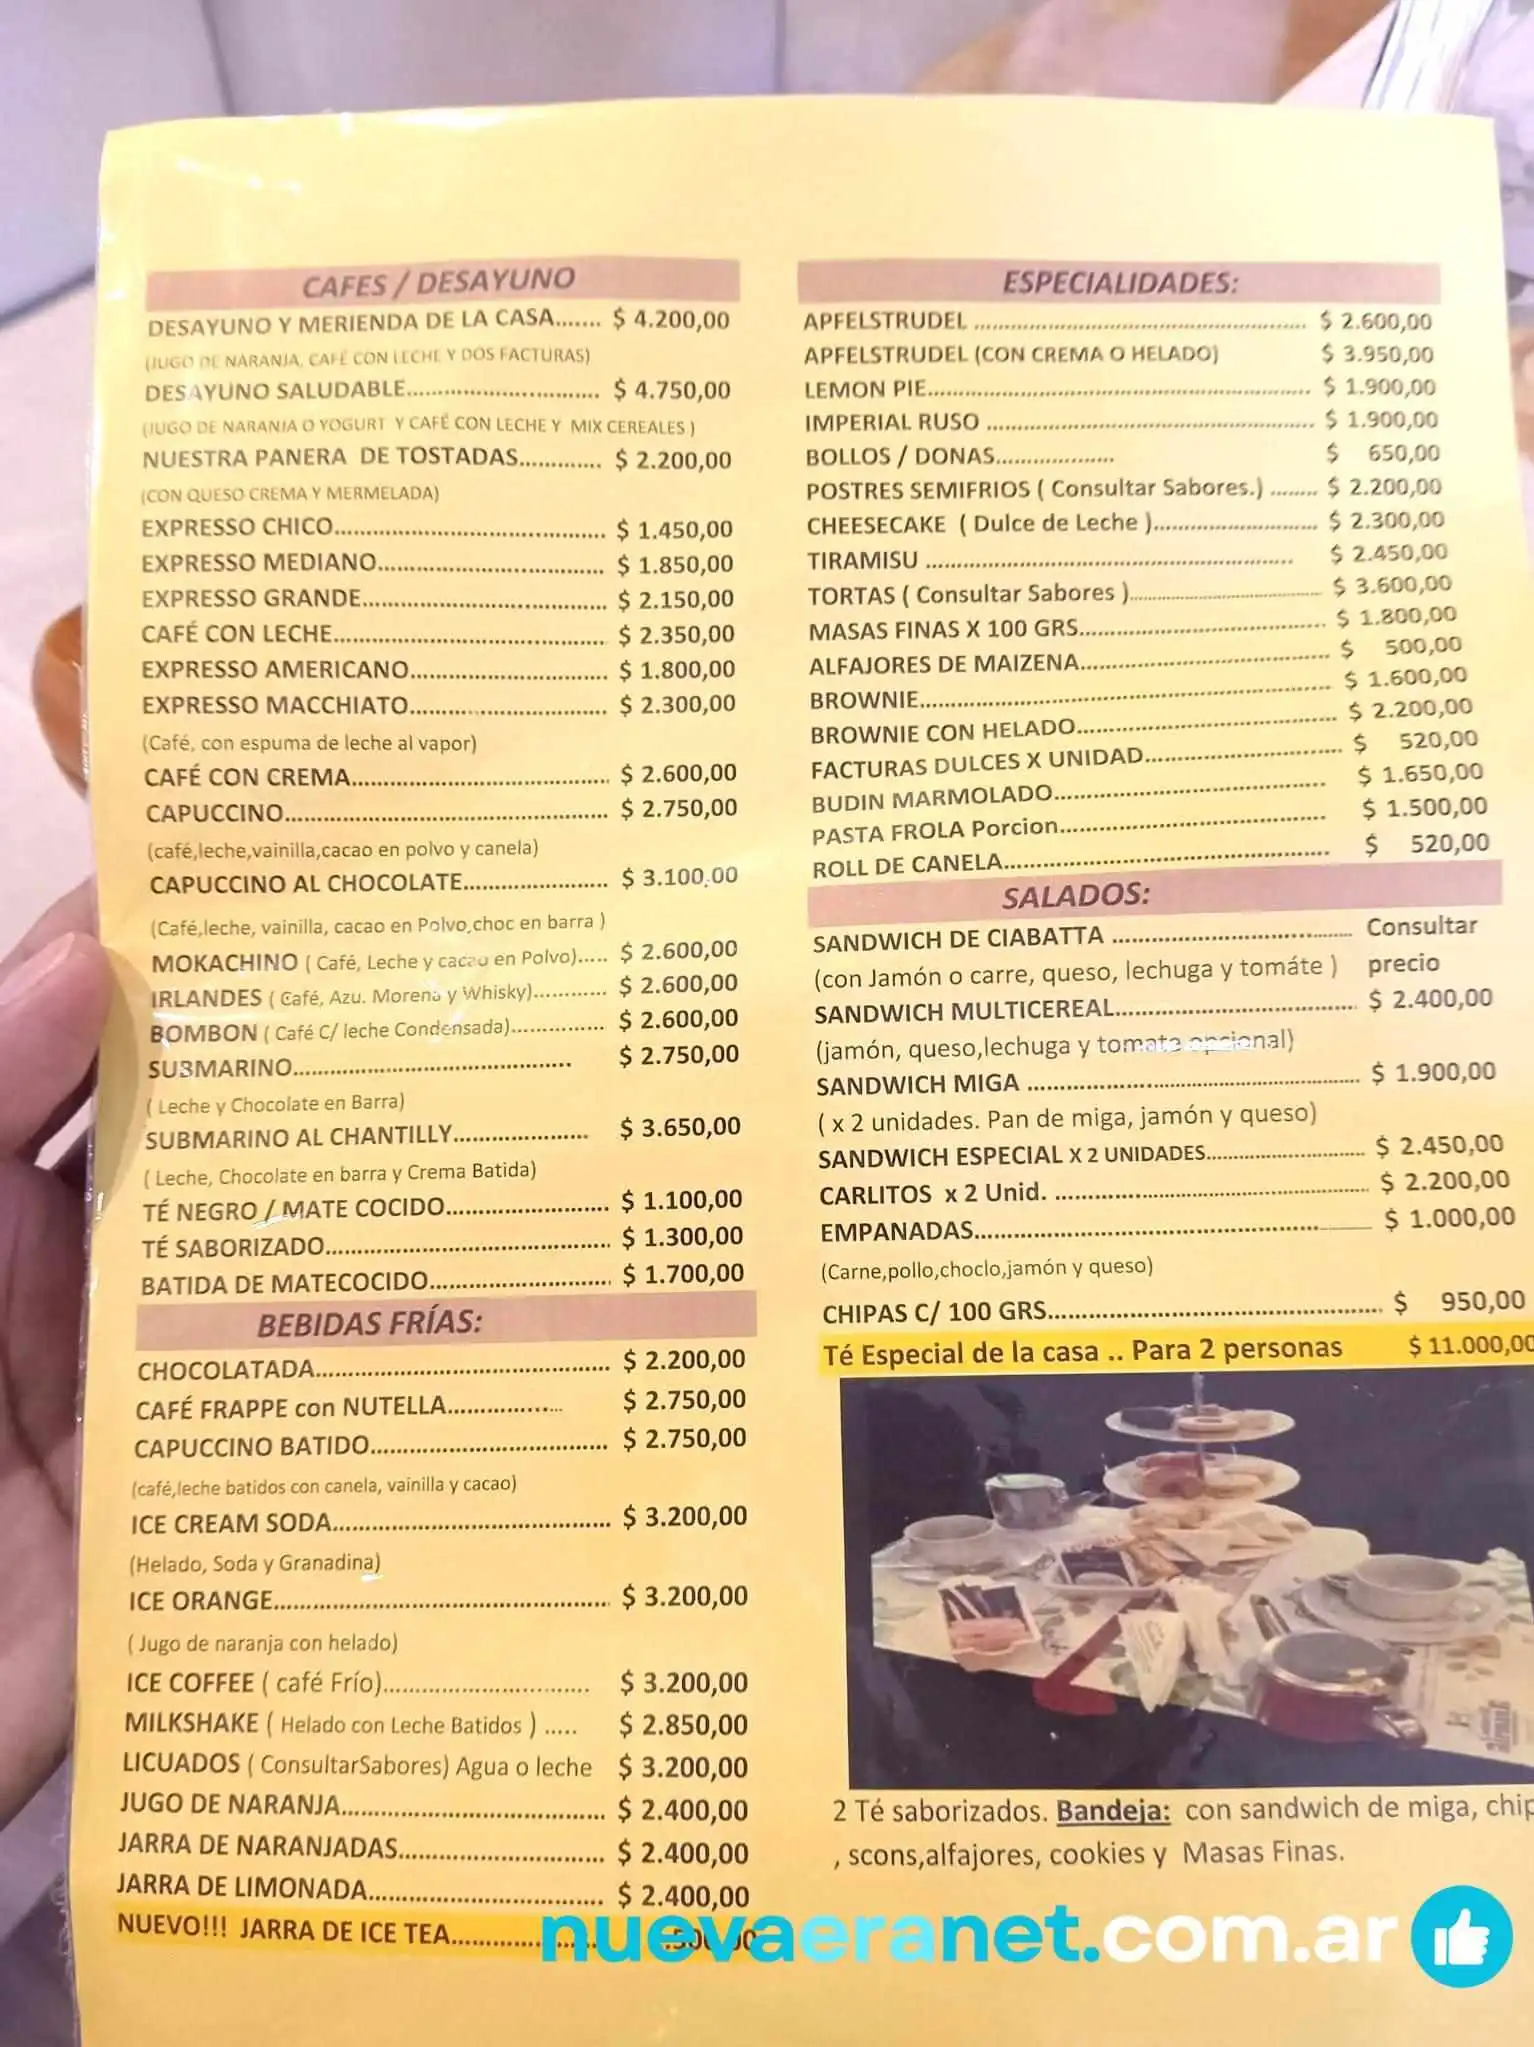 CAFES / DESAYUNO
DESAYUNO Y MERIENDA DE LA CASA....... $ 4.200,00
(JUGO DE NARANJA, CAFÉ CON LECHE Y DOS FACTURAS)
DESAYUNO SALUDABLE............................ $ 4.750,00
(JUGO DE NARANJA O YOGURT Y CAFÉ CON LECHE Y MIX CEREALES )
NUESTRA PANERA DE TOSTADAS............ $ 2.200,00
(CON QUESO CREMA Y MERMELADA)
EXPRESSO CHICO....................................... $ 1.450,00
EXPRESSO MEDIANO................................. $ 1.850,00
EXPRESSO GRANDE................................... $ 2.150,00
CAFÉ CON LECHE....................................... $ 2.350,00
EXPRESSO AMERICANO............................ $ 1.800,00
EXPRESSO MACCHIATO............................. $ 2.300,00
(Café, con espuma de leche al vapor)
CAFÉ CON CREMA..................................... $ 2.600,00
CAPUCCINO.............................................. $ 2.750,00
(café,leche,vainilla,cacao en polvo y canela)
CAPUCCINO AL CHOCOLATE..................... $ 3.100,00
(Café,leche, vainilla, cacao en Polvo,choc en barra )
MOKACHINO ( Café, Leche y cacao en Polvo)..... $ 2.600,00
IRLANDES ( Café, Azu. Morena y Whisky)............ $ 2.600,00
BOMBON ( Café C/ leche Condensada)............... $ 2.600,00
SUBMARINO........................................ $ 2.750,00
( Leche y Chocolate en Barra)
SUBMARINO AL CHANTILLY.................... $ 3.650,00
( Leche, Chocolate en barra y Crema Batida)
TÉ NEGRO / MATE COCIDO........................ $ 1.100,00
TÉ SABORIZADO......................................... $ 1.300,00
BATIDA DE MATECOCIDO.......................... $ 1.700,00
BEBIDAS FRÍAS:
CHOCOLATADA.......................................... $ 2.200,00
CAFÉ FRAPPE con NUTELLA................ $ 2.750,00
CAPUCCINO BATIDO.................................. $ 2.750,00
(café,leche batidos con canela, vainilla y cacao)
ICE CREAM SODA........................................ $ 3.200,00
(Helado, Soda y Granadina)
ICE ORANGE................................................ $ 3.200,00
( Jugo de naranja con helado)
ICE COFFEE ( café Frío).............................. $ 3.200,00
MILKSHAKE ( Helado con Leche Batidos ) ..... $ 2.850,00
LICUADOS ( ConsultarSabores) Agua o leche $ 3.200,00
JUGO DE NARANJA..................................... $ 2.400,00
JARRA DE NARANJADAS............................. $ 2.400,00
JARRA DE LIMONADA................................. $ 2.400,00
NUEVO!!! JARRA DE ICE TEA....................
ESPECIALIDADES:
APFELSTRUDEL .................................................. $ 2.600,00
APFELSTRUDEL (CON CREMA O HELADO) $ 3.950,00
LEMON PIE......................................................... $ 1.900,00
IMPERIAL RUSO ................................................. $ 1.900,00
BOLLOS / DONAS.................. $ 650,00
POSTRES SEMIFRIOS ( Consultar Sabores.) ........ $ 2.200,00
CHEESECAKE ( Dulce de Leche )......................... $ 2.300,00
TIRAMISU ........................................................ $ 2.450,00
TORTAS ( Consultar Sabores ).............................. $ 3.600,00
MASAS FINAS X 100 GRS..................................... $ 1.800,00
ALFAJORES DE MAIZENA..................................... $ 500,00
BROWNIE.......................................................... $ 1.600,00
BROWNIE CON HELADO...................................... $ 2.200,00
FACTURAS DULCES X UNIDAD............................. $ 520,00
BUDIN MARMOLADO......................................... $ 1.650,00
PASTA FROLA Porcion........................................ $ 1.500,00
ROLL DE CANELA................................................ $ 520,00
SALADOS:
SANDWICH DE CIABATTA ................................... Consultar
(con Jamón o carre, queso, lechuga y tomáte ) precio
SANDWICH MULTICEREAL................................... $ 2.400,00
(jamón, queso,lechuga y tomate opcional)
SANDWICH MIGA ................................................ $ 1.900,00
( x 2 unidades. Pan de miga, jamón y queso)
SANDWICH ESPECIAL X 2 UNIDADES....................... $ 2.450,00
CARLITOS x 2 Unid. ............................................. $ 2.200,00
EMPANADAS...................................................... $ 1.000,00
(Carne,pollo,choclo,jamón y queso)
CHIPAS C/ 100 GRS................................................ $ 950,00
Té Especial de la casa .. Para 2 personas $ 11.000,00
2 Té saborizados. Bandeja: con sandwich de miga,
, scons,alfajores, cookies y Masas Finas.
nuevaeranet.com.ar